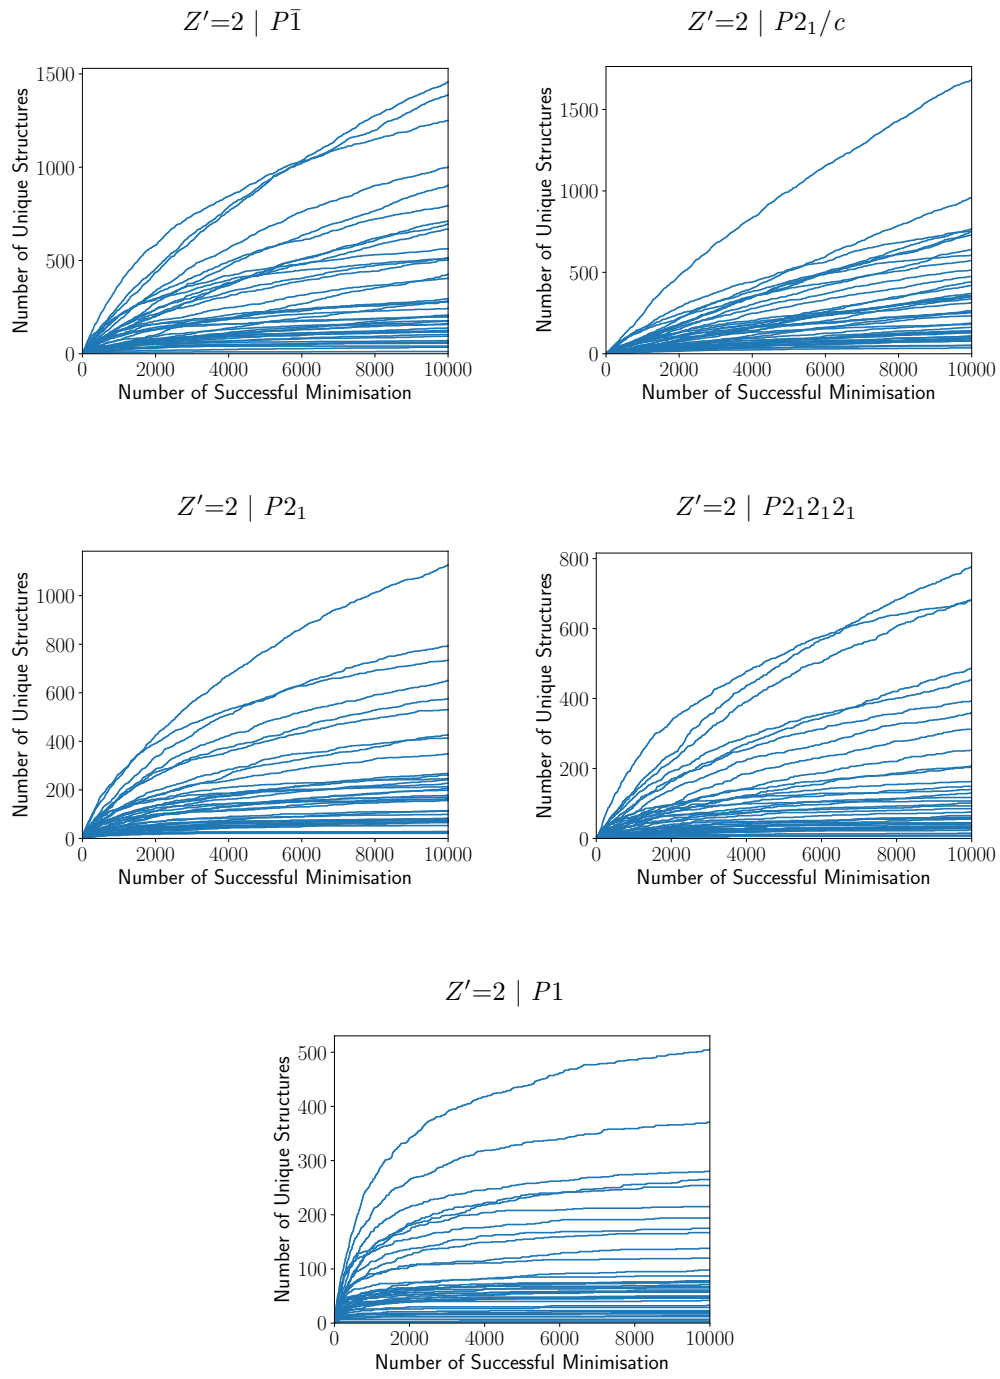 Z′=2 | P1̄
1500
1000
500
0
Number of Unique Structures
0 2000 4000 6000 8000 10000
Number of Successful Minimisation
Z′=2 | P2₁/c
1500
1000
500
0
Number of Unique Structures
0 2000 4000 6000 8000 10000
Number of Successful Minimisation
Z′=2 | P2₁
1000
800
600
400
200
0
Number of Unique Structures
0 2000 4000 6000 8000 10000
Number of Successful Minimisation
Z′=2 | P2₁2₁2₁
800
600
400
200
0
Number of Unique Structures
0 2000 4000 6000 8000 10000
Number of Successful Minimisation
Z′=2 | P1
500
400
300
200
100
0
Number of Unique Structures
0 2000 4000 6000 8000 10000
Number of Successful Minimisation